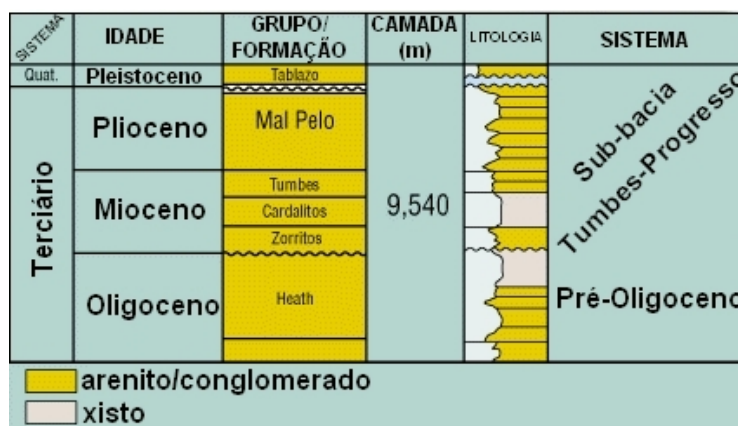 SISTEMA
IDADE
GRUPO/
FORMAÇÃO
CAMADA
(m)
LITOLOGIA
SISTEMA
Quat.
Pleistoceno
Tablazo
Terciário
Plioceno
Mal Pelo
Mioceno
Tumbes
Cardalitos
Zorritos
Oligoceno
Heath
9,540
Sub-bacia
Tumbes-Progresso
Pré-Oligoceno
arenito/conglomerado
xisto